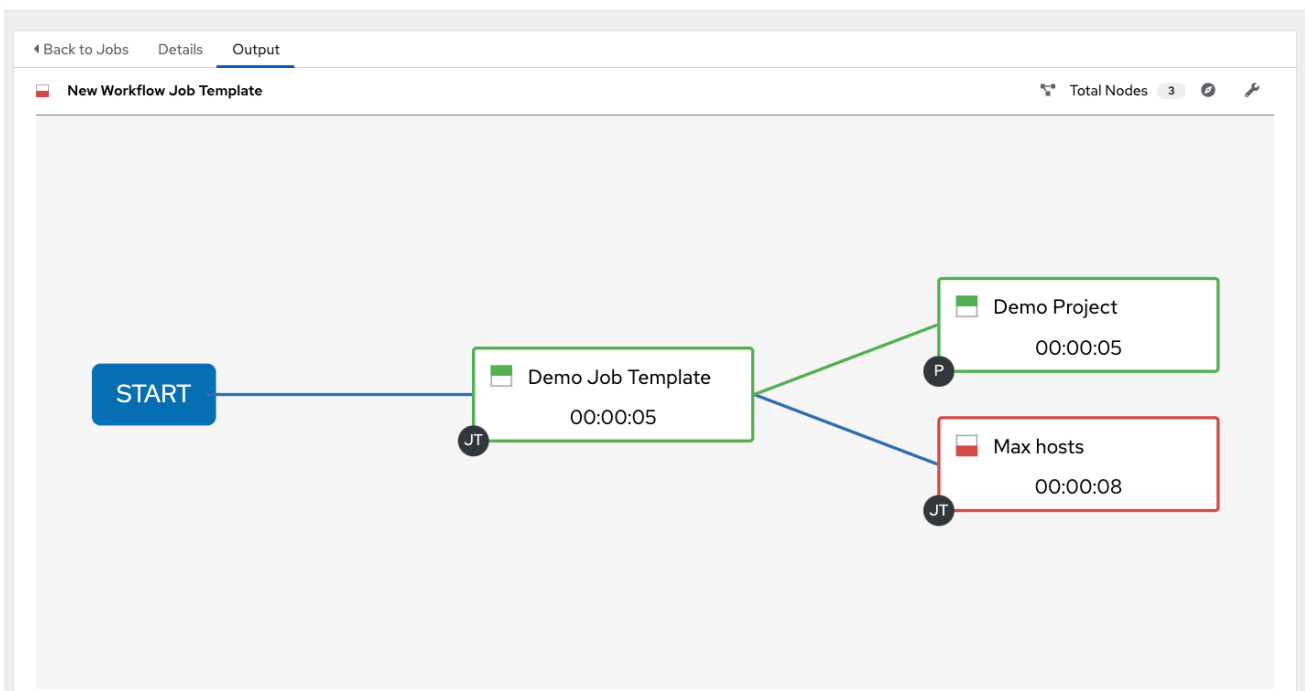 Back to Jobs Details Output
New Workflow Job Template Total Nodes 3
START
Demo Job Template
00:00:05
JT
Demo Project
00:00:05
P
Max hosts
00:00:08
JT